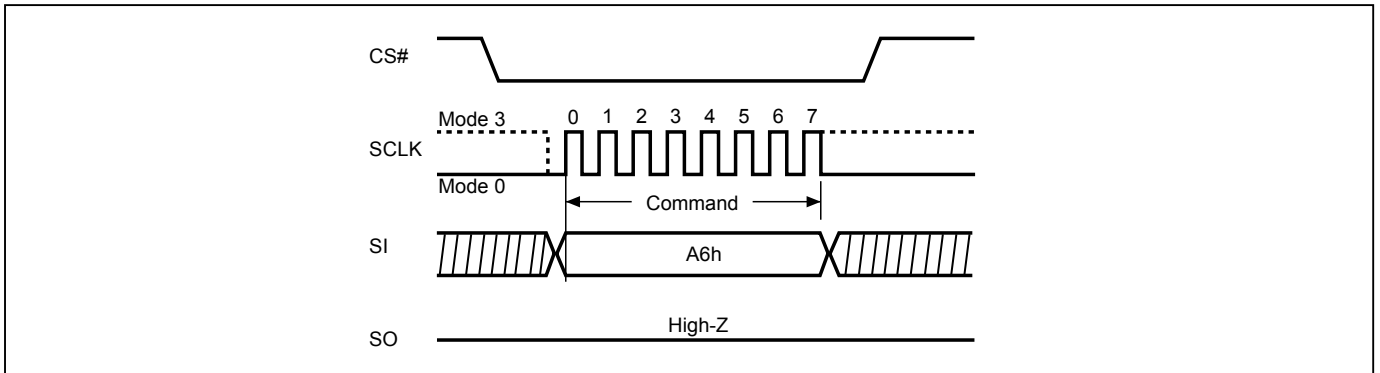 CS#
Mode 3
0 1 2 3 4 5 6 7
SCLK
Mode 0
Command
SI
A6h
High-Z
SO